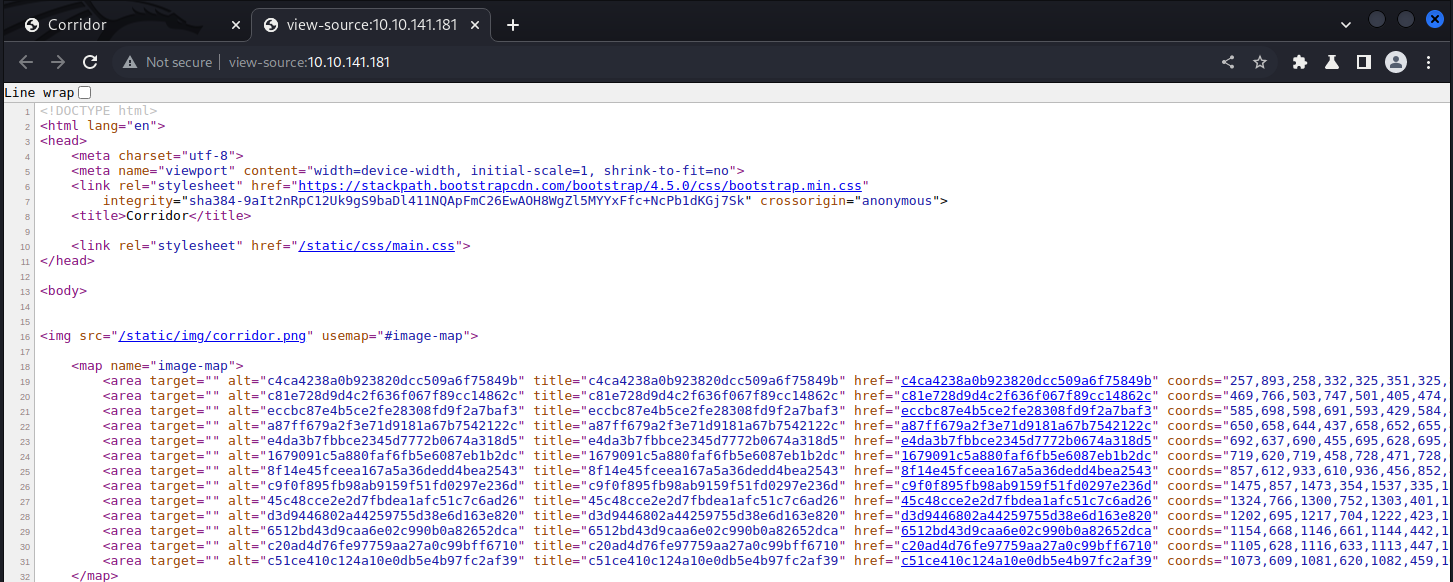 Corridor
view-source:10.10.141.181
Not secure
view-source:10.10.141.181
Line wrap
1 <!DOCTYPE html>
2 <html lang="en">
3 <head>
4 <meta charset="utf-8">
5 <meta name="viewport" content="width=device-width, initial-scale=1, shrink-to-fit=no">
6 <link rel="stylesheet" href="https://stackpath.bootstrapcdn.com/bootstrap/4.5.0/css/bootstrap.min.css"
7 integrity="sha384-9aIt2nRpC12Uk9gS9baDl411NQApFmC26EwAOH8WgZl5MYYxFfc+NcPb1dKGj7Sk" crossorigin="anonymous">
8 <title>Corridor</title>
9
10 <link rel="stylesheet" href="/static/css/main.css">
11 </head>
12
13 <body>
14
15
16 <img src="/static/img/corridor.png" usemap="#image-map">
17
18 <map name="image-map">
19 <area target="" alt="c4ca4238a0b923820dcc509a6f75849b" title="c4ca4238a0b923820dcc509a6f75849b" href="c4ca4238a0b923820dcc509a6f75849b" coords="257,893,258,332,325,351,325,
20 <area target="" alt="c81e728d9d4c2f636f067f89cc14862c" title="c81e728d9d4c2f636f067f89cc14862c" href="c81e728d9d4c2f636f067f89cc14862c" coords="469,766,503,747,501,405,474,
21 <area target="" alt="eccbc87e4b5ce2fe28308fd9f2a7baf3" title="eccbc87e4b5ce2fe28308fd9f2a7baf3" href="eccbc87e4b5ce2fe28308fd9f2a7baf3" coords="585,698,598,691,593,429,584,
22 <area target="" alt="a87ff679a2f3e71d9181a67b7542122c" title="a87ff679a2f3e71d9181a67b7542122c" href="a87ff679a2f3e71d9181a67b7542122c" coords="650,658,644,437,658,652,655,
23 <area target="" alt="e4da3b7fbbce2345d7772b0674a318d5" title="e4da3b7fbbce2345d7772b0674a318d5" href="e4da3b7fbbce2345d7772b0674a318d5" coords="692,637,690,455,695,628,695,
24 <area target="" alt="1679091c5a880faf6fb5e6087eb1b2dc" title="1679091c5a880faf6fb5e6087eb1b2dc" href="1679091c5a880faf6fb5e6087eb1b2dc" coords="719,620,719,458,728,471,728,
25 <area target="" alt="8f14e45fceea167a5a36dedd4bea2543" title="8f14e45fceea167a5a36dedd4bea2543" href="8f14e45fceea167a5a36dedd4bea2543" coords="857,612,933,610,936,456,852,
26 <area target="" alt="c9f0f895fb98ab9159f51fd0297e236d" title="c9f0f895fb98ab9159f51fd0297e236d" href="c9f0f895fb98ab9159f51fd0297e236d" coords="1475,857,1473,354,1537,335,1
27 <area target="" alt="45c48cce2e2d7fbdea1afc51c7c6ad26" title="45c48cce2e2d7fbdea1afc51c7c6ad26" href="45c48cce2e2d7fbdea1afc51c7c6ad26" coords="1324,766,1300,752,1303,401,1
28 <area target="" alt="d3d9446802a44259755d38e6d163e820" title="d3d9446802a44259755d38e6d163e820" href="d3d9446802a44259755d38e6d163e820" coords="1202,695,1217,704,1222,423,1
29 <area target="" alt="6512bd43d9caa6e02c990b0a82652dca" title="6512bd43d9caa6e02c990b0a82652dca" href="6512bd43d9caa6e02c990b0a82652dca" coords="1154,668,1146,661,1144,442,1
30 <area target="" alt="c20ad4d76fe97759aa27a0c99bff6710" title="c20ad4d76fe97759aa27a0c99bff6710" href="c20ad4d76fe97759aa27a0c99bff6710" coords="1105,628,1116,633,1113,447,1
31 <area target="" alt="c51ce410c124a10e0db5e4b97fc2af39" title="c51ce410c124a10e0db5e4b97fc2af39" href="c51ce410c124a10e0db5e4b97fc2af39" coords="1073,609,1081,620,1082,459,1
32 </map>